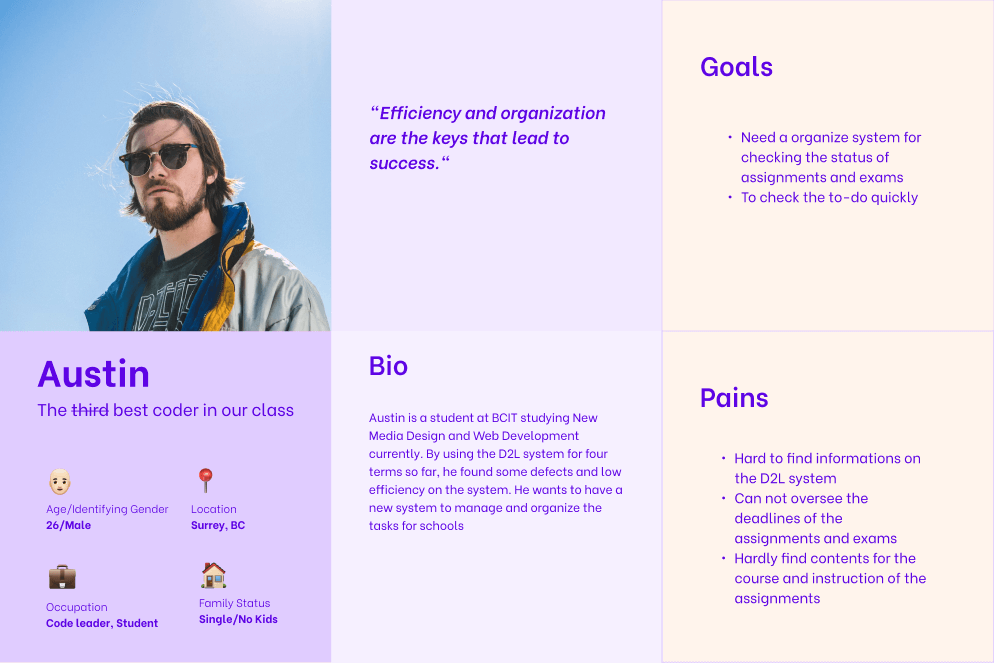 "Efficiency and organization
are the keys that lead to
success."
Goals
• Need a organize system for
checking the status of
assignments and exams
• To check the to-do quickly
Austin
The third best coder in our class
Age/Identifying Gender
26/Male
Location
Surrey, BC
Occupation
Code leader, Student
Family Status
Single/No Kids
Bio
Austin is a student at BCIT studying New
Media Design and Web Development
currently. By using the D2L system for four
terms so far, he found some defects and low
efficiency on the system. He wants to have a
new system to manage and organize the
tasks for schools
Pains
• Hard to find informations on
the D2L system
• Can not oversee the
deadlines of the
assignments and exams
• Hardly find contents for the
course and instruction of the
assignments